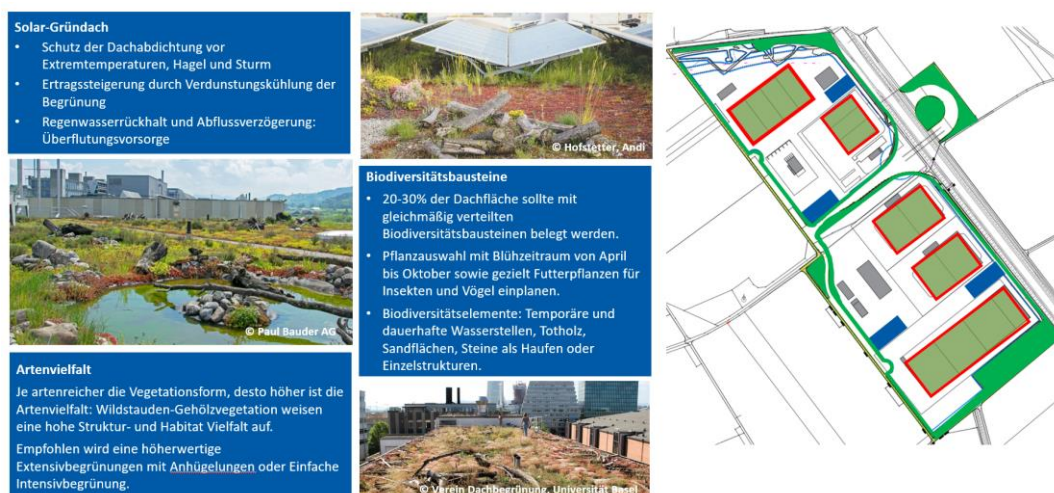 Solar-Gründach
• Schutz der Dachabdichtung vor
Extremtemperaturen, Hagel und Sturm
• Ertragssteigerung durch Verdunstungskühlung der
Begrünung
• Regenwasserrückhalt und Abflussverzögerung:
Überflutungsvorsorge
© Hofstetter, Andi
© Paul Bauder AG
Biodiversitätsbausteine
• 20-30% der Dachfläche sollte mit
gleichmäßig verteilten
Biodiversitätsbausteinen belegt werden.
• Pflanzauswahl mit Blühzeitraum von April
bis Oktober sowie gezielt Futterpflanzen für
Insekten und Vögel einplanen.
• Biodiversitätselemente: Temporäre und
dauerhafte Wasserstellen, Totholz,
Sandflächen, Steine als Haufen oder
Einzelstrukturen.
Artenvielfalt
Je artenreicher die Vegetationsform, desto höher ist die
Artenvielfalt: Wildstauden-Gehölzvegetation weisen
eine hohe Struktur- und Habitat Vielfalt auf.
Empfohlen wird eine höherwertige
Extensivbegrünungen mit Anhügelungen oder Einfache
Intensivbegrünung.
© Verein Dachbegrünung, Universität Basel